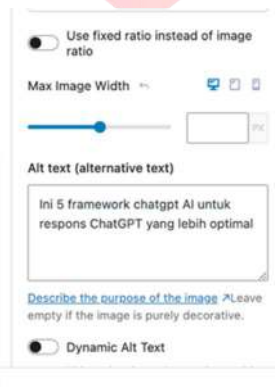 Use fixed ratio instead of image
ratio
Max Image Width
PX
Alt text (alternative text)
Ini 5 framework chatgpt AI untuk
respons ChatGPT yang lebih optimal
Describe the purpose of the image ↗Leave
empty if the image is purely decorative.
Dynamic Alt Text